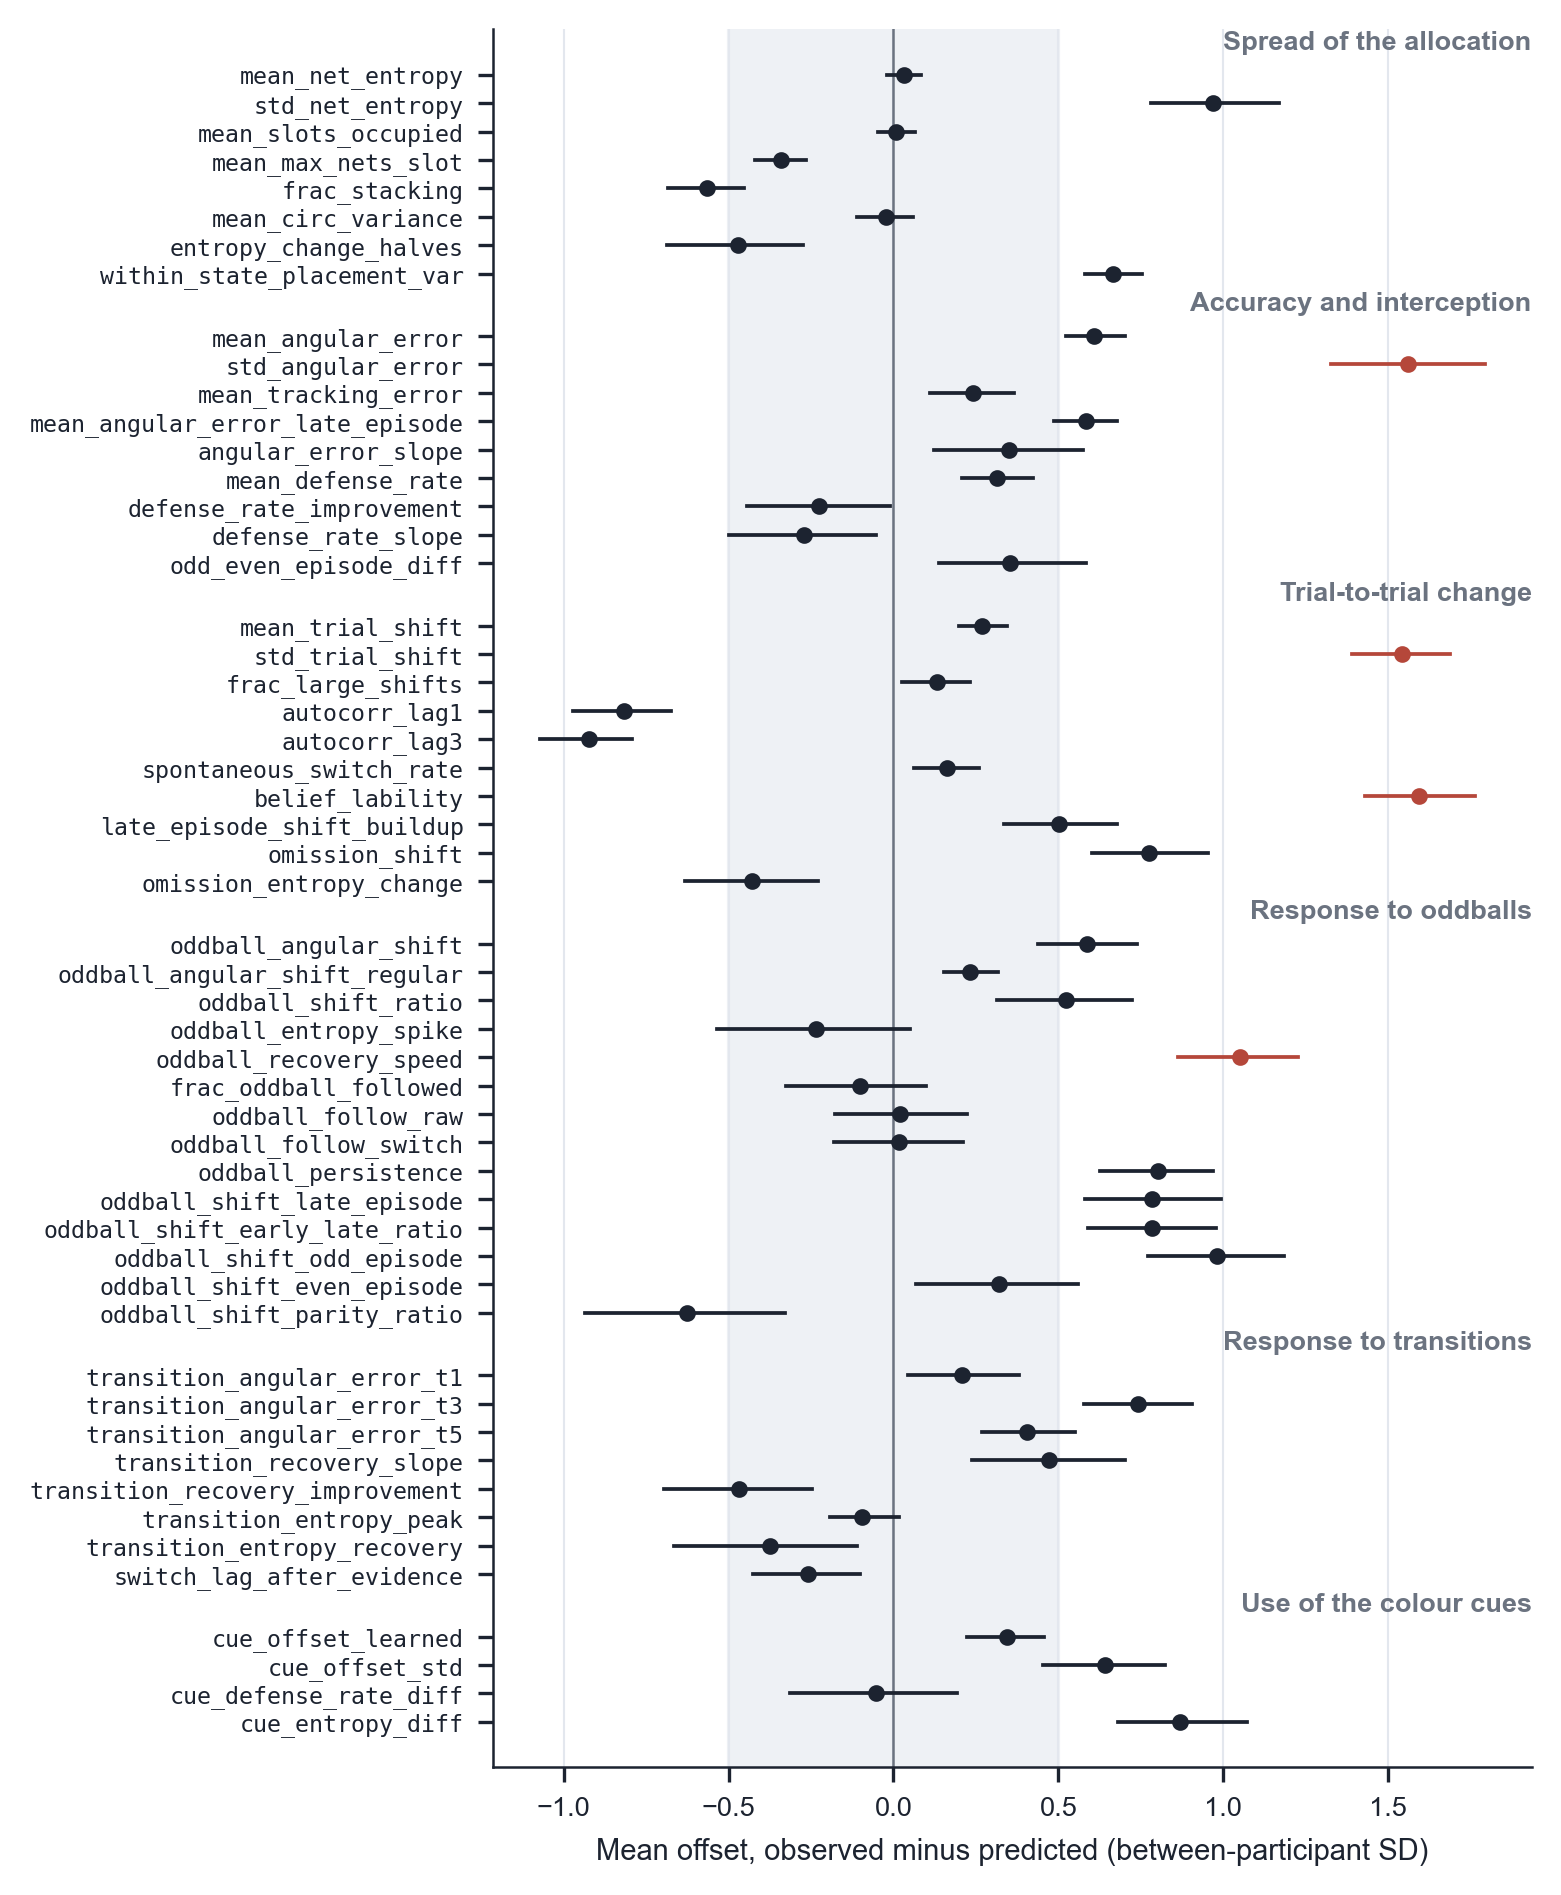 Spread of the allocation
mean_net_entropy
std_net_entropy
mean_slots_occupied
mean_max_nets_slot
frac_stacking
mean_circ_variance
entropy_change_halves
within_state_placement_var
Accuracy and interception
mean_angular_error
std_angular_error
mean_tracking_error
mean_angular_error_late_episode
angular_error_slope
mean_defense_rate
defense_rate_improvement
defense_rate_slope
odd_even_episode_diff
Trial-to-trial change
mean_trial_shift
std_trial_shift
frac_large_shifts
autocorr_lag1
autocorr_lag3
spontaneous_switch_rate
belief_lability
late_episode_shift_buildup
omission_shift
omission_entropy_change
Response to oddballs
oddball_angular_shift
oddball_angular_shift_regular
oddball_shift_ratio
oddball_entropy_spike
oddball_recovery_speed
frac_oddball_followed
oddball_follow_raw
oddball_follow_switch
oddball_persistence
oddball_shift_late_episode
oddball_shift_early_late_ratio
oddball_shift_odd_episode
oddball_shift_even_episode
oddball_shift_parity_ratio
Response to transitions
transition_angular_error_t1
transition_angular_error_t3
transition_angular_error_t5
transition_recovery_slope
transition_recovery_improvement
transition_entropy_peak
transition_entropy_recovery
switch_lag_after_evidence
Use of the colour cues
cue_offset_learned
cue_offset_std
cue_defense_rate_diff
cue_entropy_diff
−1.0 −0.5 0.0 0.5 1.0 1.5
Mean offset, observed minus predicted (between-participant SD)